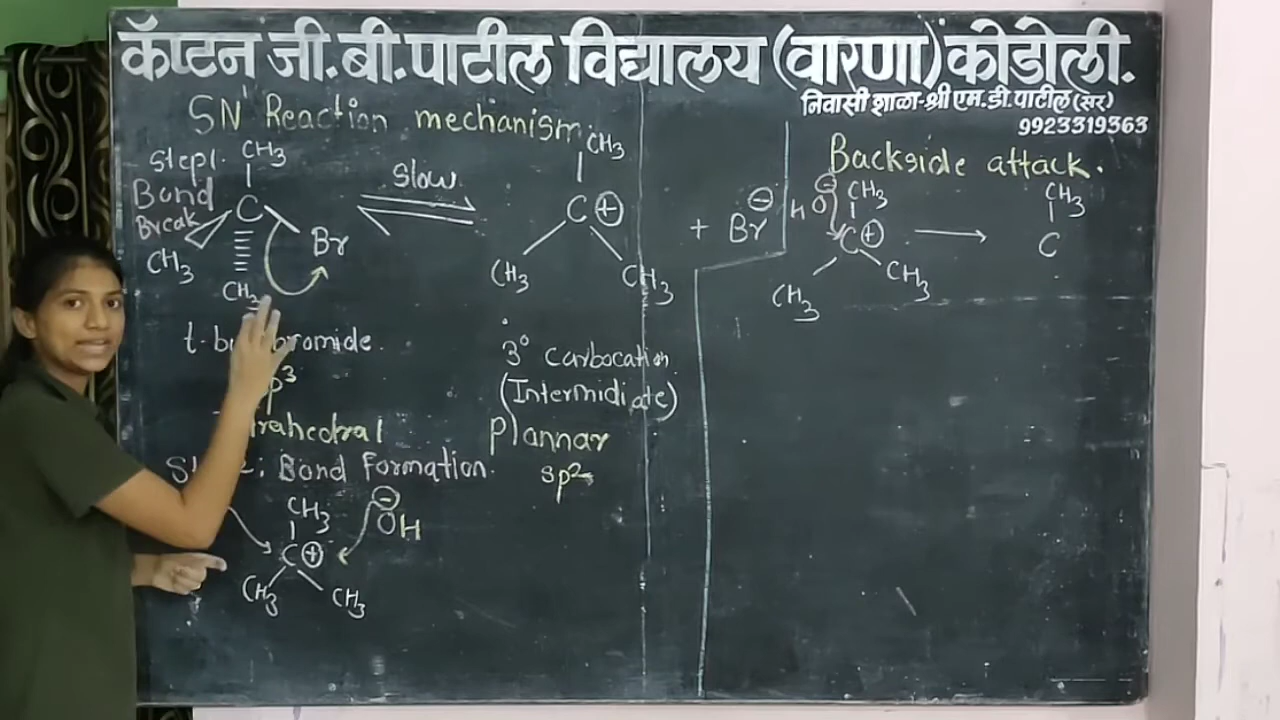 कॅप्टन जी.बी.पाटील विद्यालय (वारणा) कोडोली.
निवासी शाळा-श्री एम.डी.पाटील (सर)
9923319363
SN' Reaction mechanism.
Step1.
Bond
Break
CH3
C
CH3
CH3
Br
Slow
CH3
C⊕
CH3
CH3
+ Br⊖
t-bu bromide.
p3
rahedral
3° carbocation
(Intermidiate)
Plannar
sp2
Bond formation.
CH3
⊖
OH
C⊕
CH3
CH3
Backside attack.
⊖
HO
CH3
C⊕
CH3
CH3
CH3
C